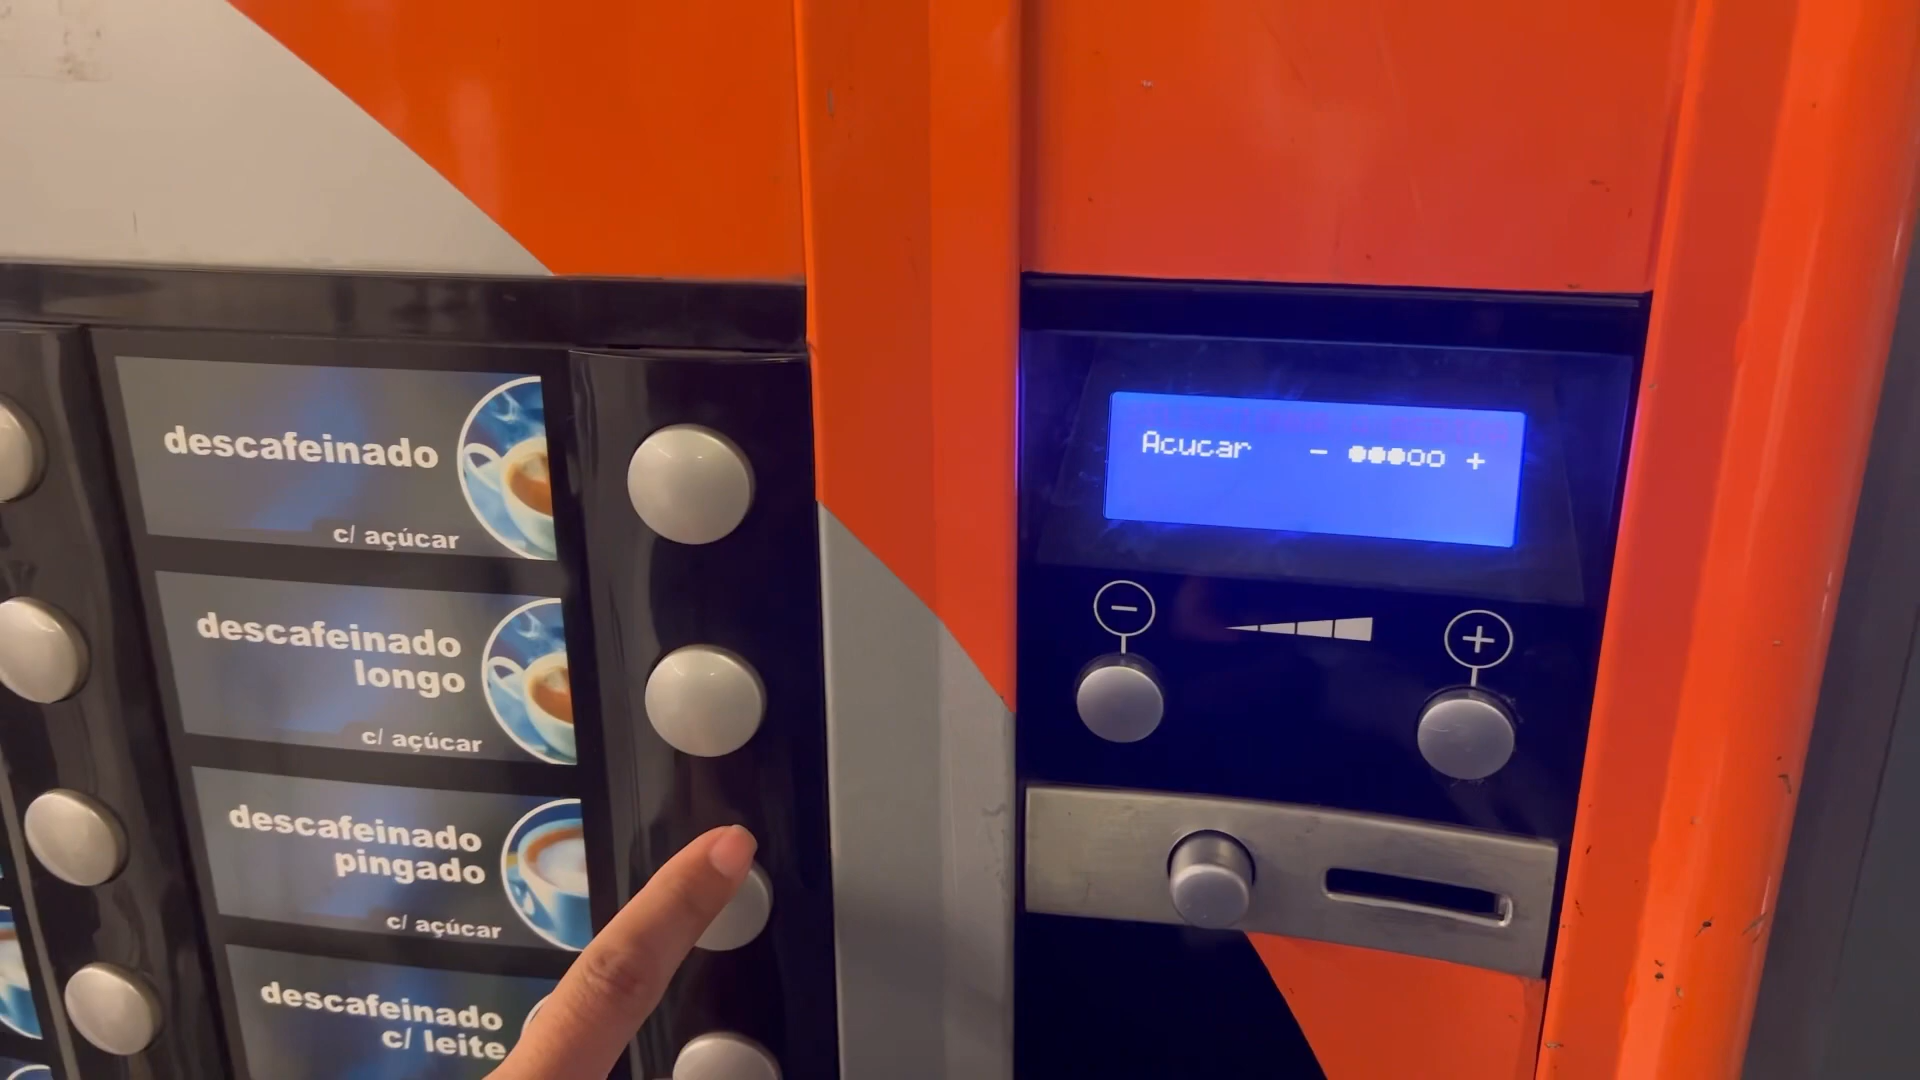 descafeinado
c/ açúcar
descafeinado
longo
c/ açúcar
descafeinado
pingado
c/ açúcar
descafeinado
c/ leite
Acucar - ●●●○○ +
- +